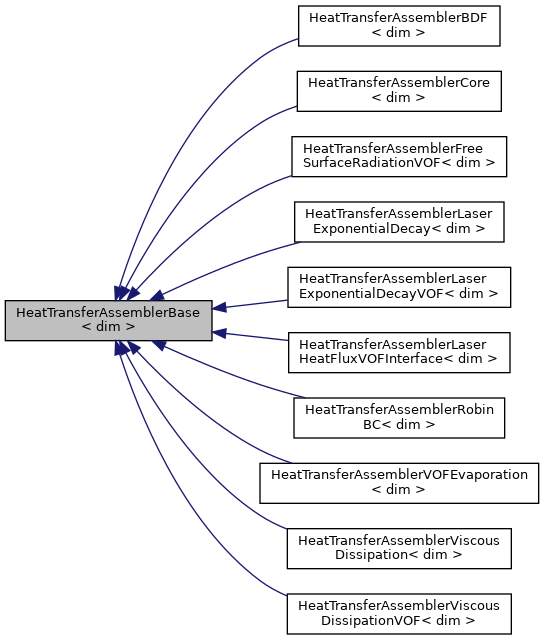 HeatTransferAssemblerBDF
< dim >
HeatTransferAssemblerCore
< dim >
HeatTransferAssemblerFree
SurfaceRadiationVOF< dim >
HeatTransferAssemblerLaser
ExponentialDecay< dim >
HeatTransferAssemblerLaser
ExponentialDecayVOF< dim >
HeatTransferAssemblerBase
< dim >
HeatTransferAssemblerLaser
HeatFluxVOFInterface< dim >
HeatTransferAssemblerRobin
BC< dim >
HeatTransferAssemblerVOFEvaporation
< dim >
HeatTransferAssemblerViscous
Dissipation< dim >
HeatTransferAssemblerViscous
DissipationVOF< dim >